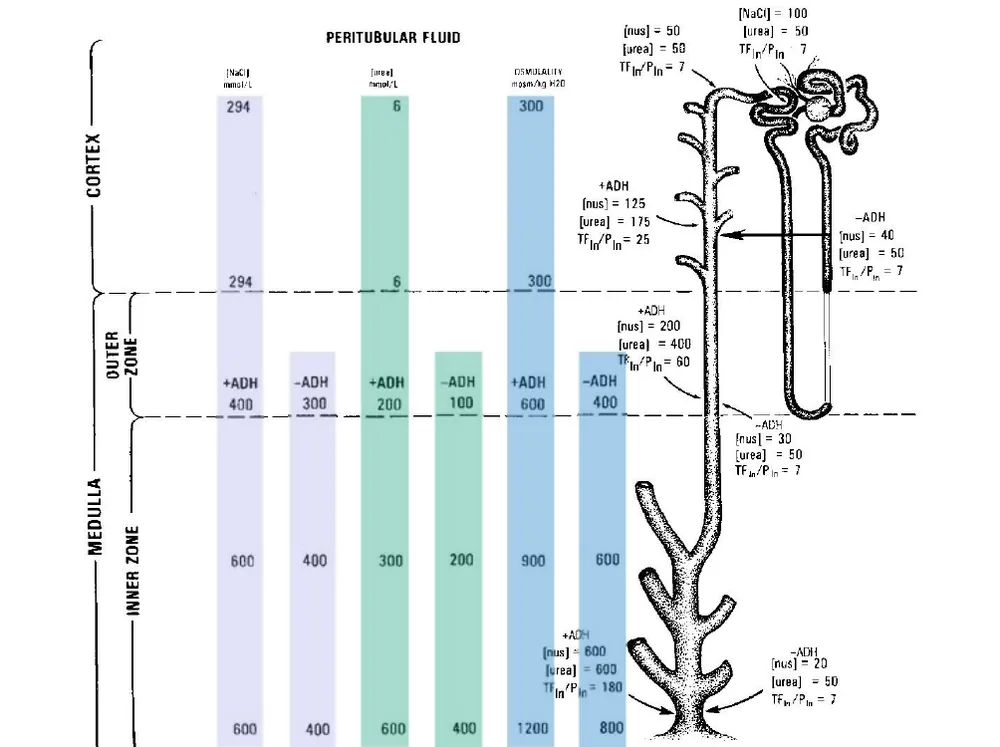 PERITUBULAR FLUID
[NaCl]
mmol/L
[urea]
mmol/L
OSMOLALITY
mosm/kg H2O
294
6
300
294
6
300
+ADH
400
−ADH
300
+ADH
200
−ADH
100
+ADH
600
−ADH
400
600
400
300
200
900
600
600
400
600
400
1200
800
CORTEX
MEDULLA
OUTER
ZONE
INNER ZONE
[nus] = 50
[urea] = 50
TFIn/PIn = 7
[NaCl] = 100
[urea] = 50
TFIn/PIn 7
+ADH
[nus] = 125
[urea] = 175
TFIn/PIn = 25
−ADH
[nus] = 40
[urea] = 50
TFIn/PIn = 7
+ADH
[nus] = 200
[urea] = 400
TFIn/PIn = 60
−ADH
[nus] = 30
[urea] = 50
TFIn/PIn = 7
+ADH
[nus] = 600
[urea] = 600
TFIn/PIn = 180
−ADH
[nus] = 20
[urea] = 50
TFIn/PIn = 7